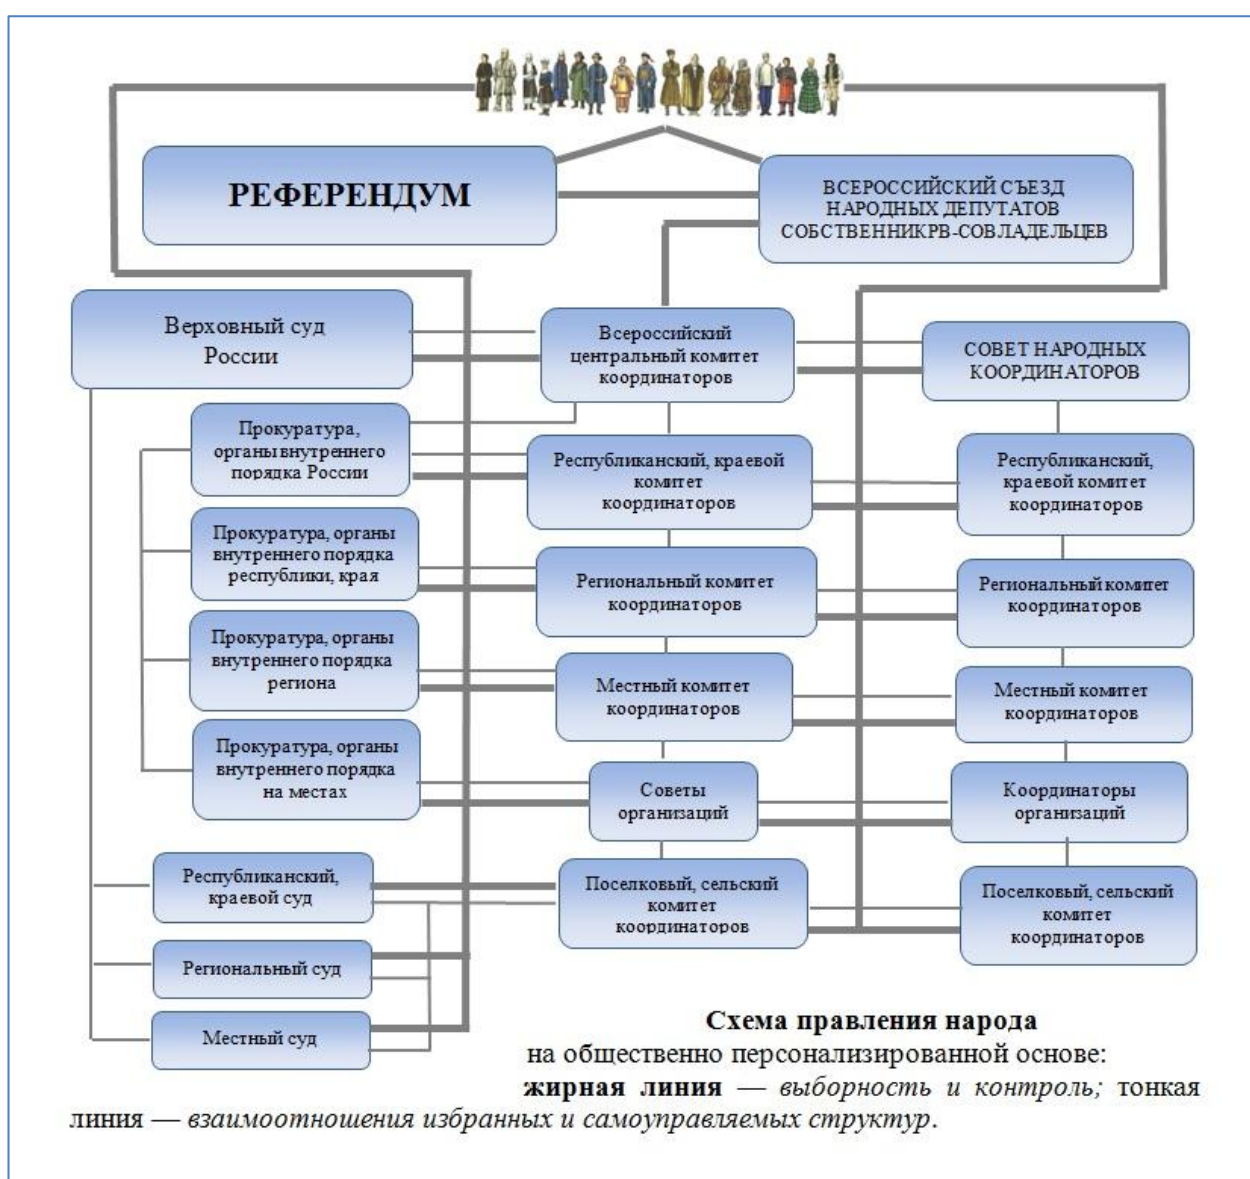 РЕФЕРЕНДУМ
ВСЕРОССИЙСКИЙ СЪЕЗД
НАРОДНЫХ ДЕПУТАТОВ
СОБСТВЕННИКРВ-СОВЛАДЕЛЬЦЕВ
Верховный суд
России
Всероссийский
центральный комитет
координаторов
СОВЕТ НАРОДНЫХ
КООРДИНАТОРОВ
Прокуратура,
органы внутреннего
порядка России
Республиканский, краевой
комитет
координаторов
Республиканский,
краевой комитет
координаторов
Прокуратура, органы
внутреннего порядка
республики, края
Региональный комитет
координаторов
Региональный комитет
координаторов
Прокуратура, органы
внутреннего порядка
региона
Местный комитет
координаторов
Местный комитет
координаторов
Прокуратура, органы
внутреннего порядка
на местах
Советы
организаций
Координаторы
организаций
Республиканский,
краевой суд
Поселковый, сельский
комитет
координаторов
Поселковый, сельский
комитет
координаторов
Региональный суд
Местный суд
Схема правления народа
на общественно персонализированной основе:
жирная линия — выборность и контроль; тонкая
линия — взаимоотношения избранных и самоуправляемых структур.